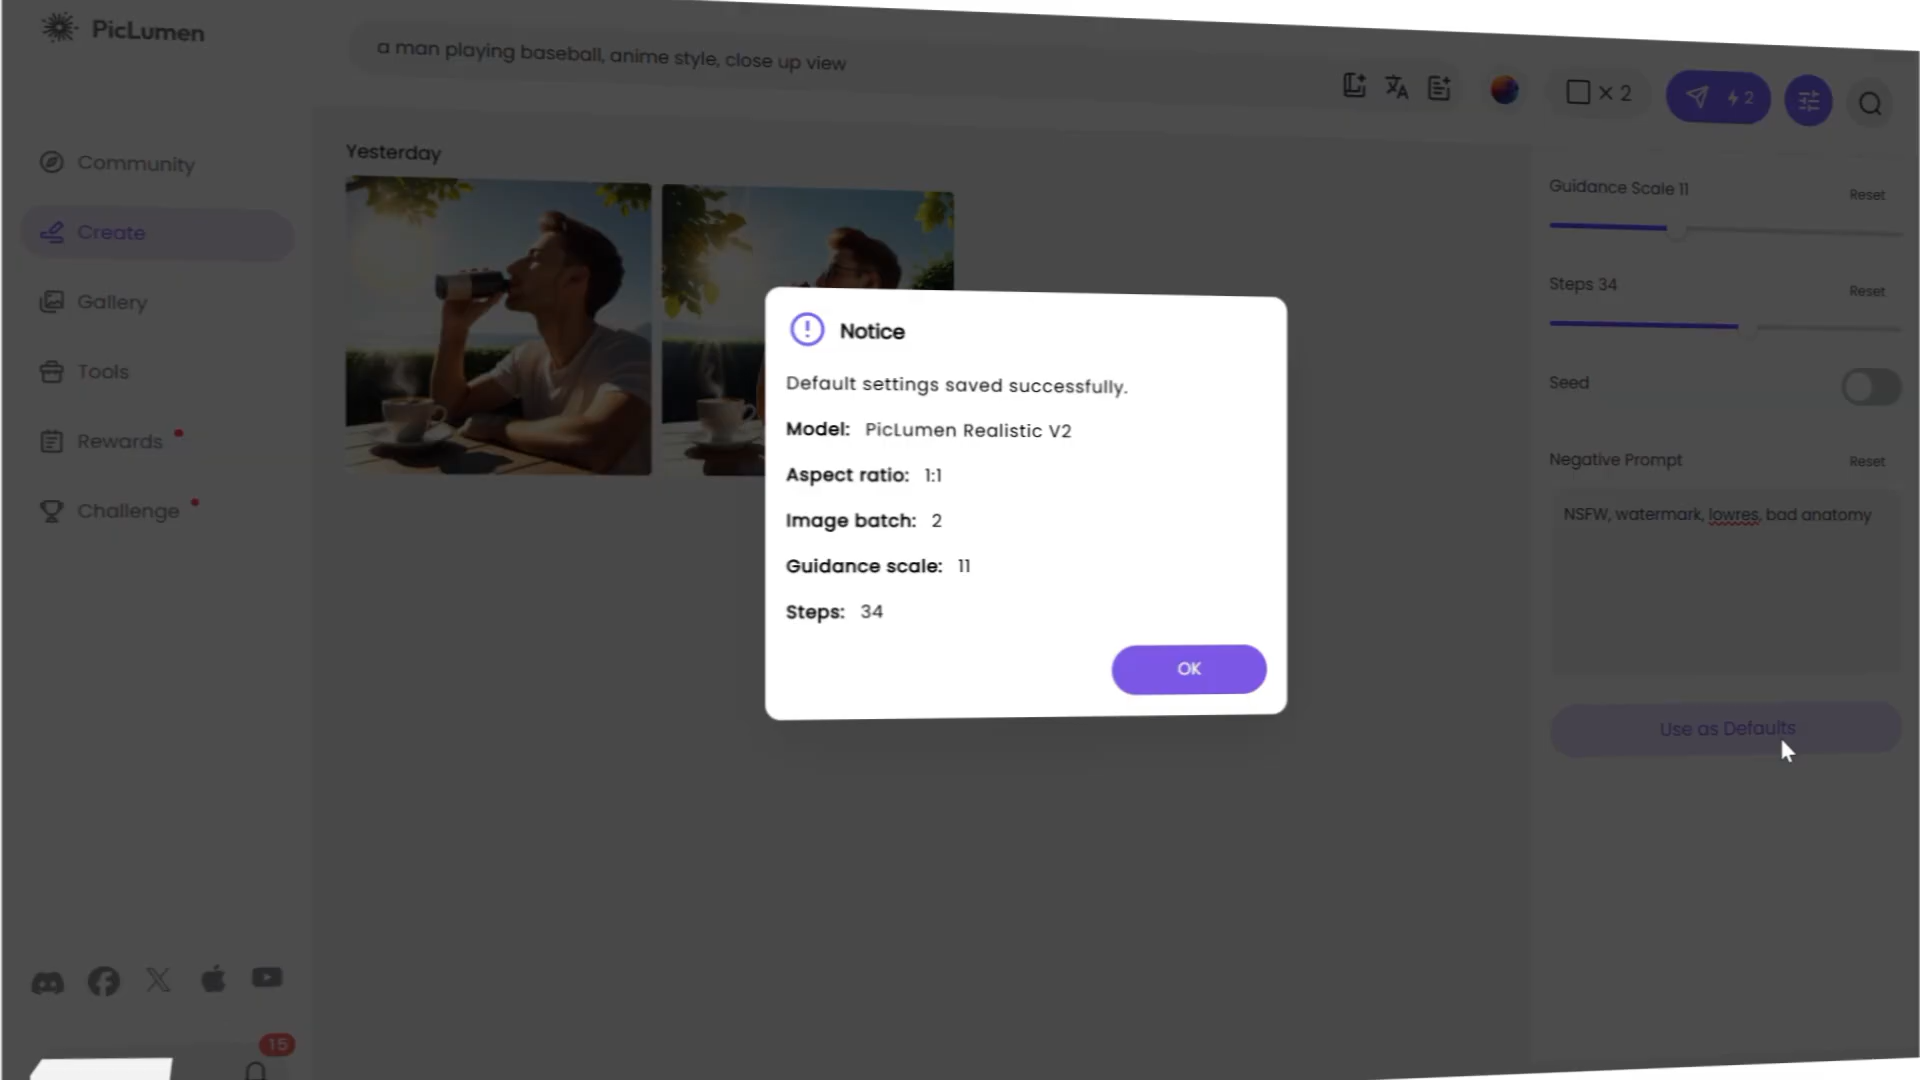 PicLumen
a man playing baseball, anime style, close up view
× 2
2
Community
Create
Gallery
Tools
Rewards
Challenge
15
Yesterday
Notice
Default settings saved successfully.
Model: PicLumen Realistic V2
Aspect ratio: 1:1
Image batch: 2
Guidance scale: 11
Steps: 34
OK
Guidance Scale 11
Reset
Steps 34
Reset
Seed
Negative Prompt
Reset
NSFW, watermark, lowres, bad anatomy
Use as Defaults